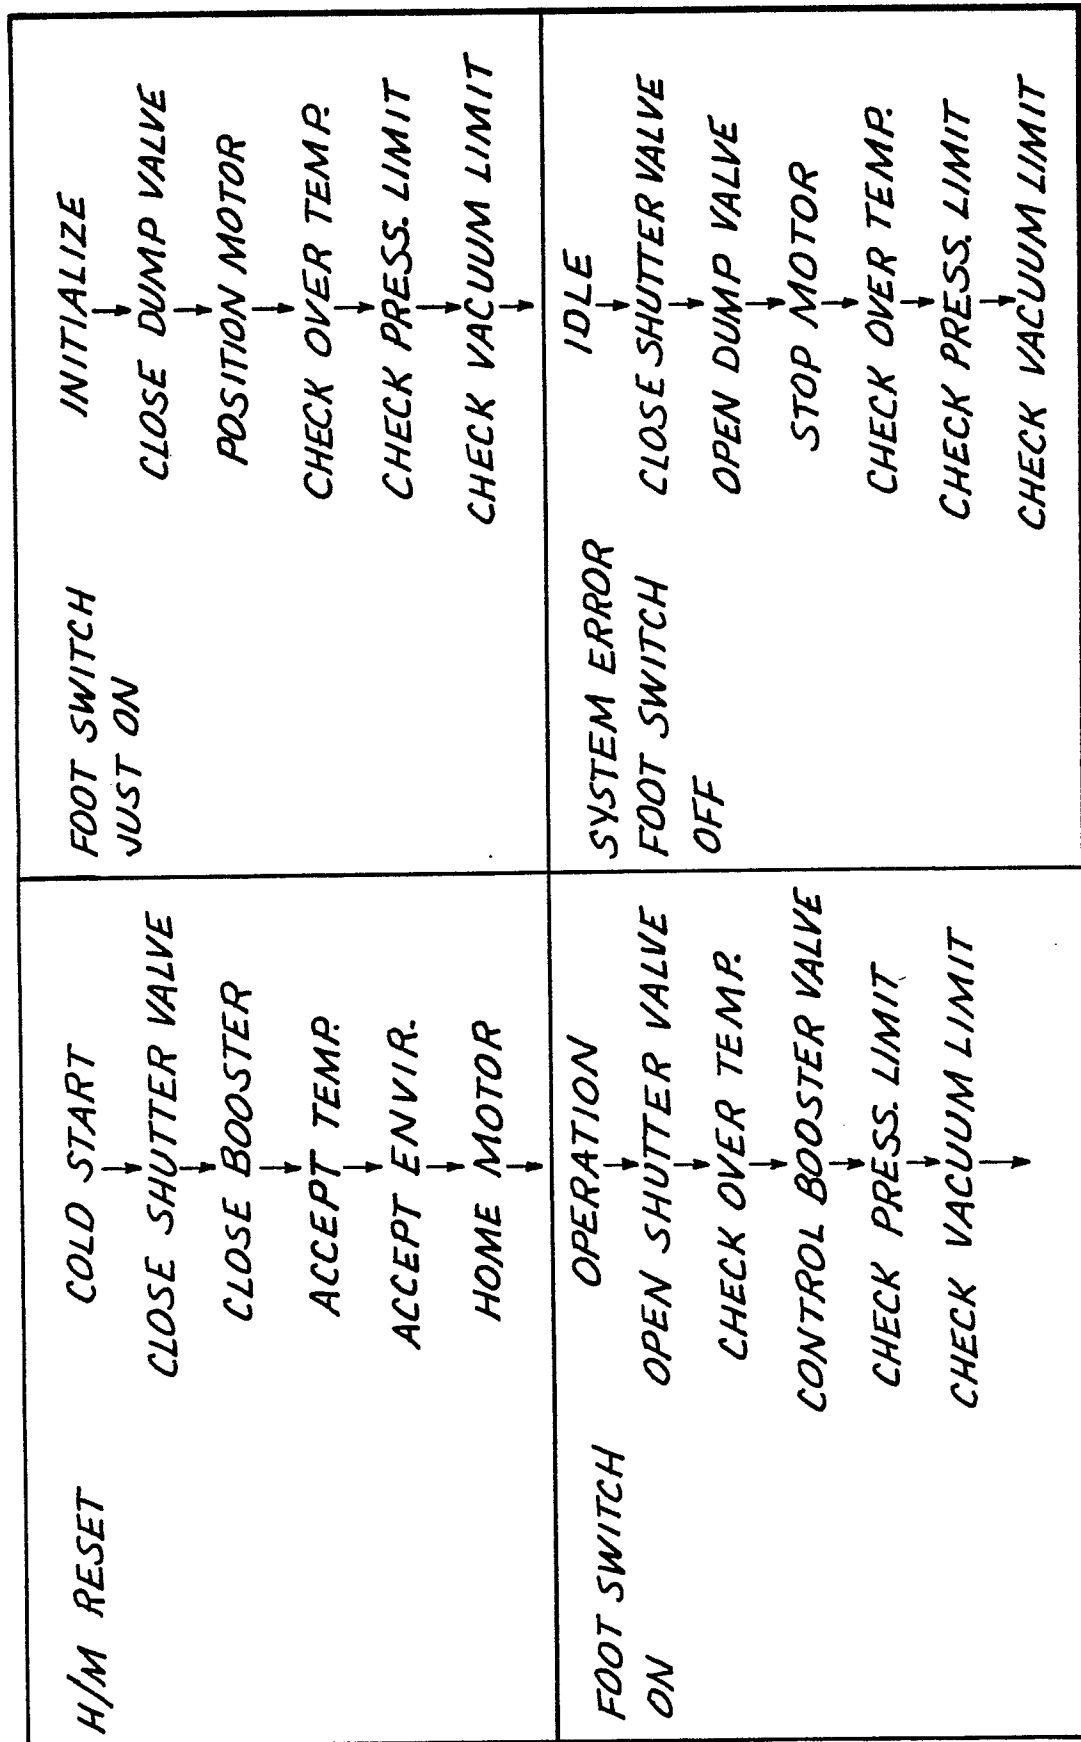 H/M RESET
COLD START
CLOSE SHUTTER VALVE
CLOSE BOOSTER
ACCEPT TEMP.
ACCEPT ENVIR.
HOME MOTOR
FOOT SWITCH
JUST ON
INITIALIZE
CLOSE DUMP VALVE
POSITION MOTOR
CHECK OVER TEMP.
CHECK PRESS. LIMIT
CHECK VACUUM LIMIT
FOOT SWITCH
ON
OPERATION
OPEN SHUTTER VALVE
CHECK OVER TEMP.
CONTROL BOOSTER VALVE
CHECK PRESS. LIMIT
CHECK VACUUM LIMIT
SYSTEM ERROR
FOOT SWITCH
OFF
IDLE
CLOSE SHUTTER VALVE
OPEN DUMP VALVE
STOP MOTOR
CHECK OVER TEMP.
CHECK PRESS. LIMIT
CHECK VACUUM LIMIT